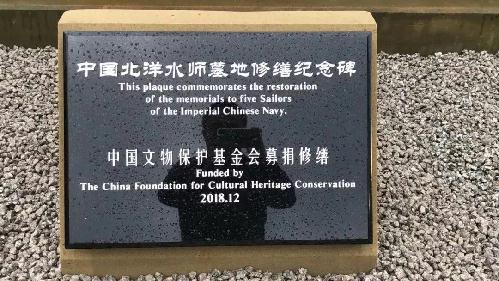 中国北洋水师墓地修缮纪念碑
This plaque commemorates the restoration
of the memorials to five Sailors
of the Imperial Chinese Navy.
中国文物保护基金会募捐修缮
Funded by
The China Foundation for Cultural Heritage Conservation
2018.12